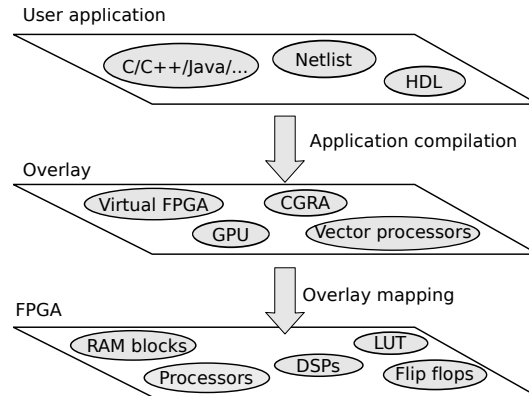 User application
C/C++/Java/...
Netlist
HDL
Application compilation
Overlay
Virtual FPGA
CGRA
GPU
Vector processors
Overlay mapping
FPGA
RAM blocks
LUT
Processors
DSPs
Flip flops